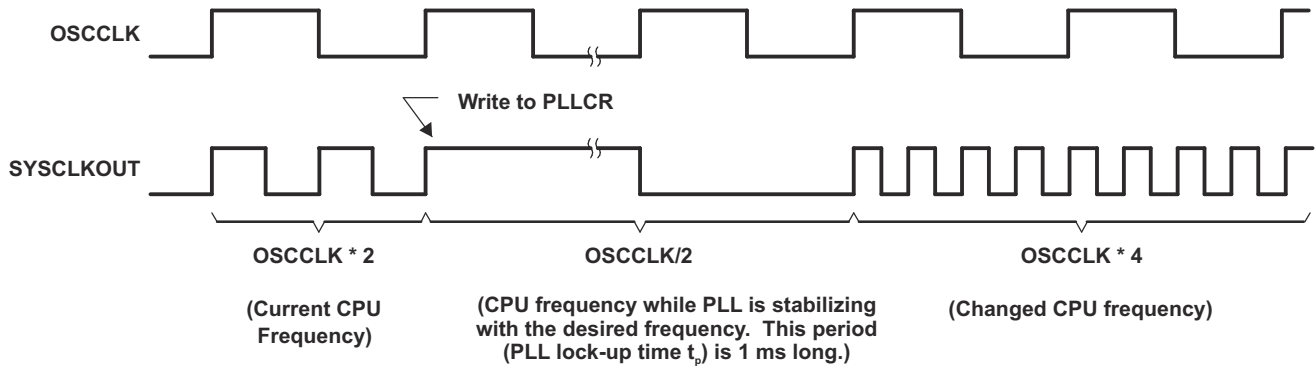 OSCCLK
Write to PLLCR
SYSCLKOUT
OSCCLK * 2
(Current CPU
Frequency)
OSCCLK/2
(CPU frequency while PLL is stabilizing
with the desired frequency. This period
(PLL lock-up time tp) is 1 ms long.)
OSCCLK * 4
(Changed CPU frequency)